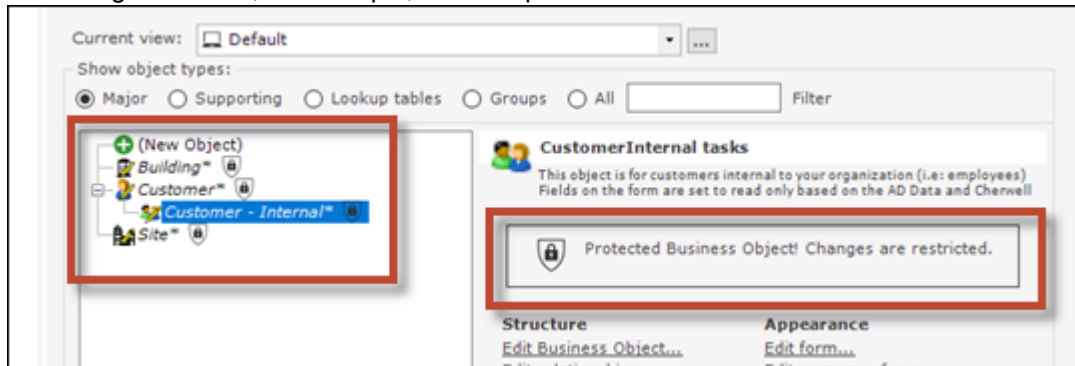 Current view: Default ...
Show object types:
Major Supporting Lookup tables Groups All Filter
(New Object)
Building*
Customer*
Customer - Internal*
Site*
CustomerInternal tasks
This object is for customers internal to your organization (i.e: employees)
Fields on the form are set to read only based on the AD Data and Cherwell
Protected Business Object! Changes are restricted.
Structure Appearance
Edit Business Object... Edit form...